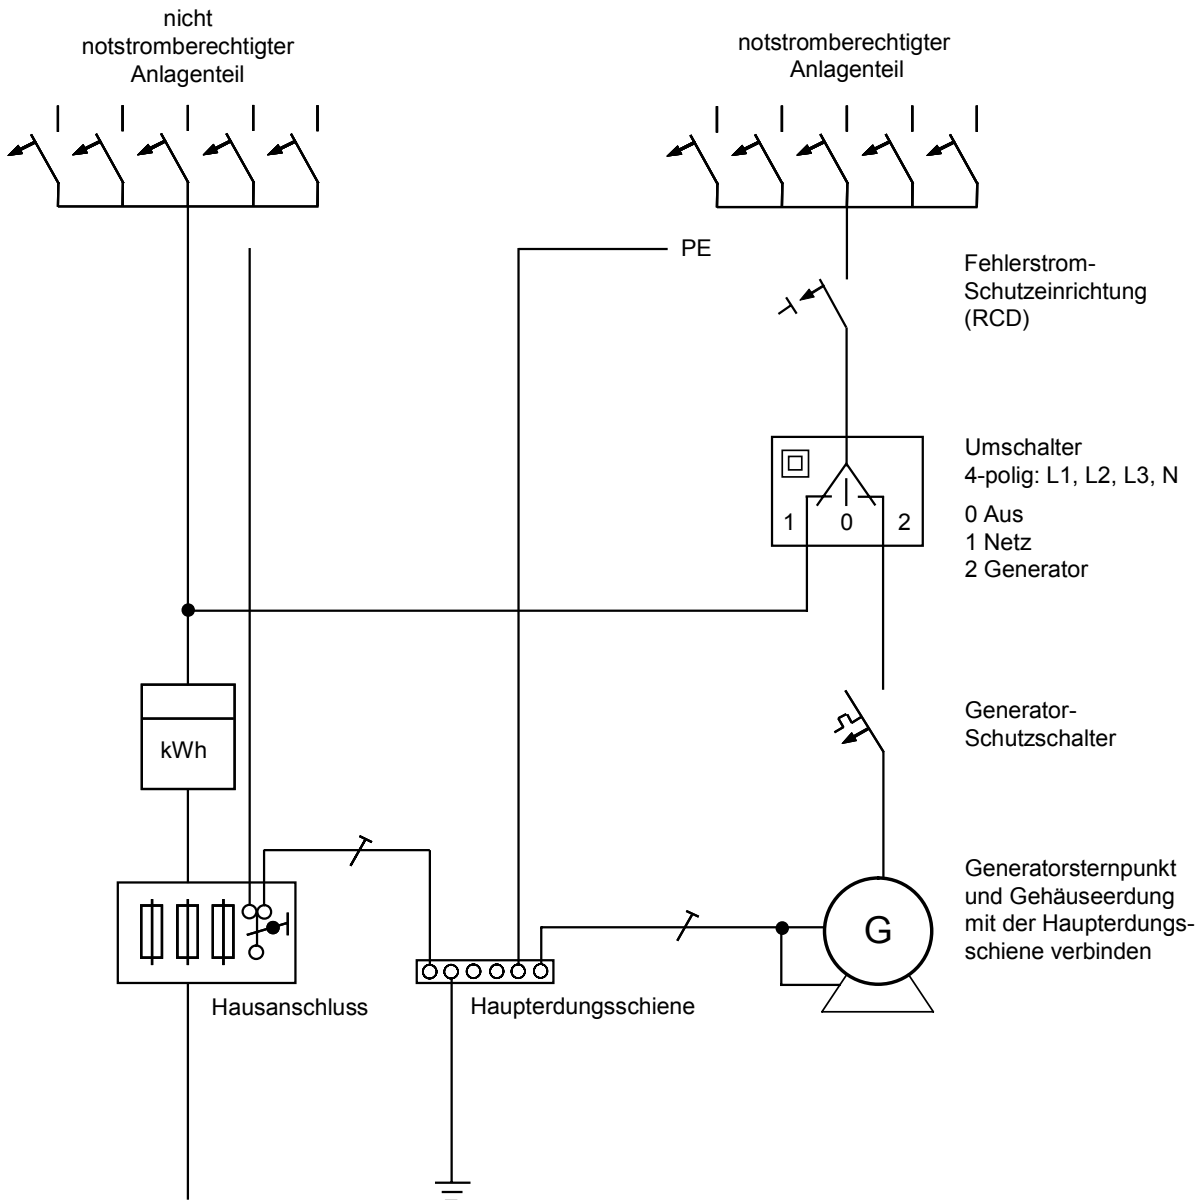 nicht
notstromberechtigter
Anlagenteil
notstromberechtigter
Anlagenteil
PE
Fehlerstrom-
Schutzeinrichtung
(RCD)
Umschalter
4-polig: L1, L2, L3, N
0 Aus
1 Netz
2 Generator
1 0 2
kWh
Generator-
Schutzschalter
Generatorsternpunkt
und Gehäuseerdung
mit der Haupterdungs-
schiene verbinden
G
Hausanschluss
Haupterdungsschiene